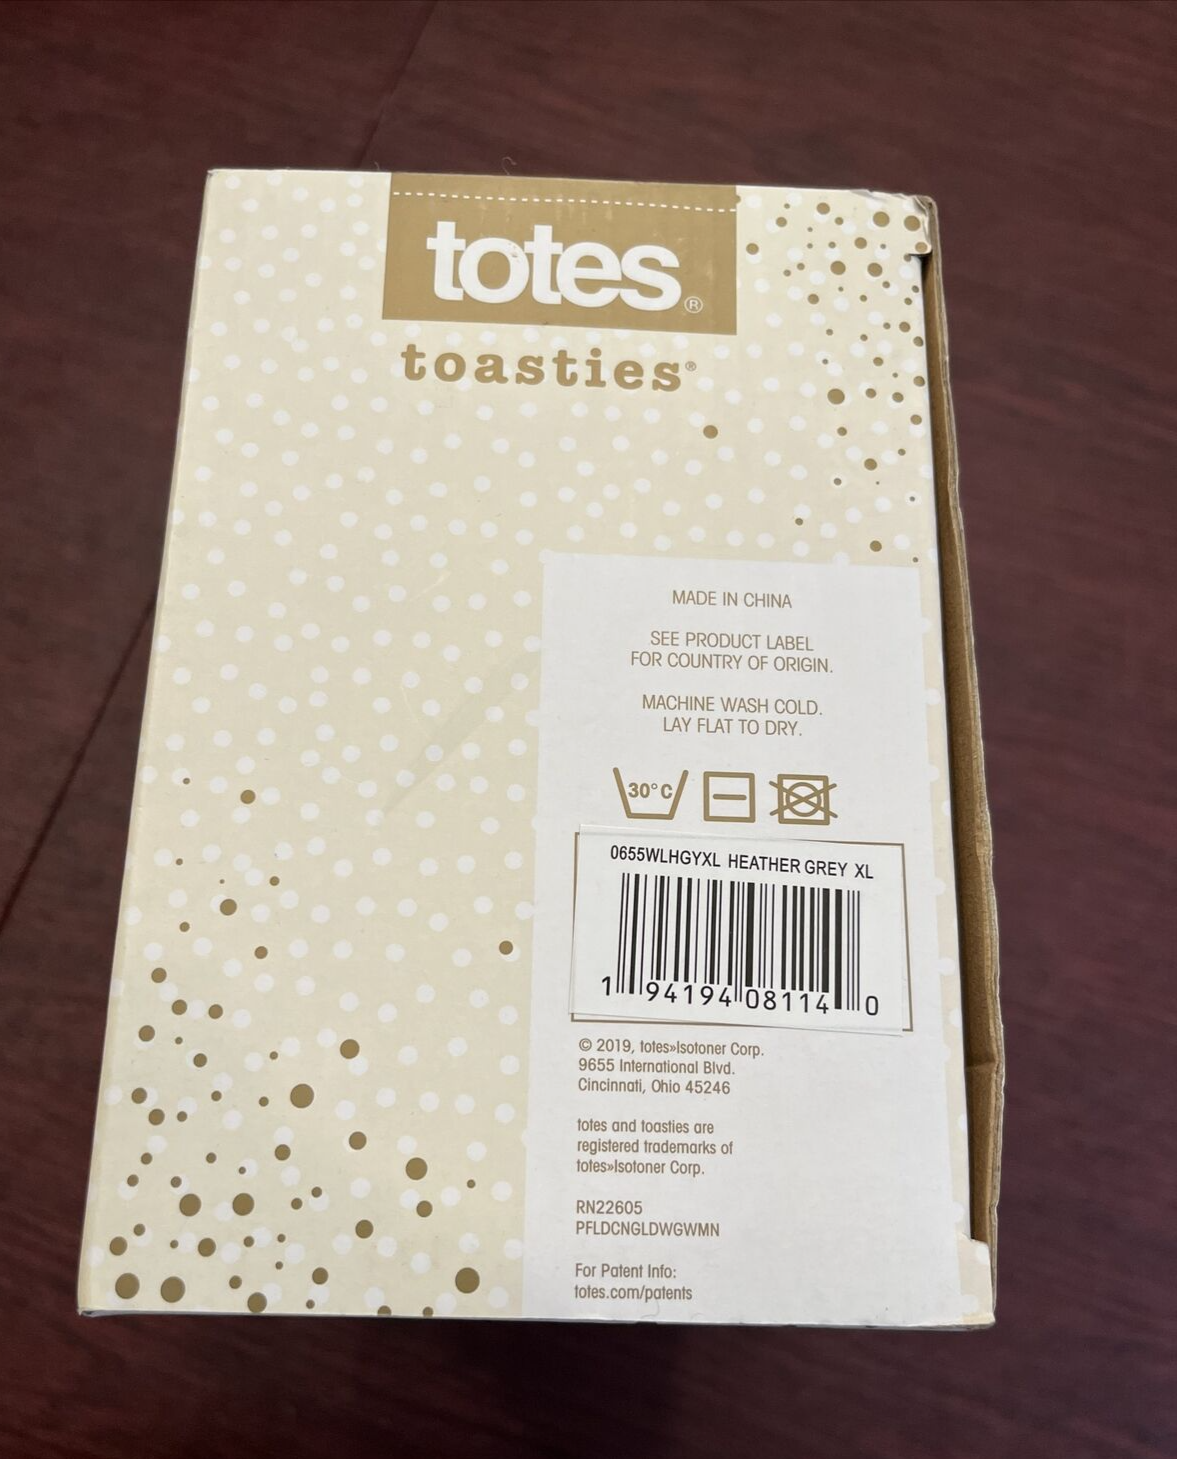 totes®
toasties®
MADE IN CHINA
SEE PRODUCT LABEL
FOR COUNTRY OF ORIGIN.
MACHINE WASH COLD.
LAY FLAT TO DRY.
30°C
0655WLHGYXL HEATHER GREY XL
1 94194 08114 0
© 2019, totes»Isotoner Corp.
9655 International Blvd.
Cincinnati, Ohio 45246
totes and toasties are
registered trademarks of
totes»Isotoner Corp.
RN22605
PFLDCNGLDWGWMN
For Patent Info:
totes.com/patents